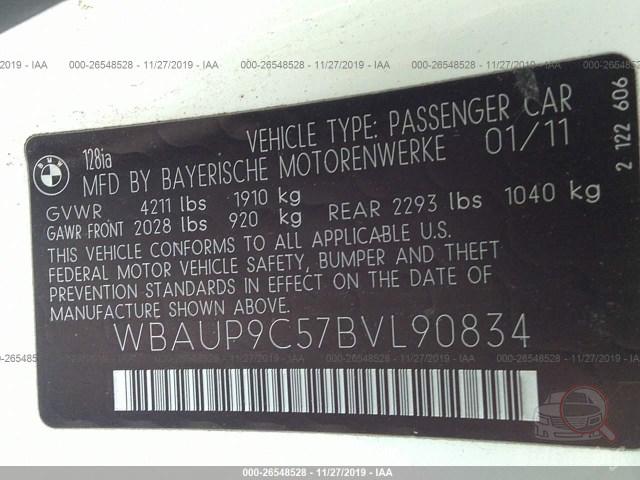 000-26548528 - 11/27/2019 - IAA
BMW
128ia
VEHICLE TYPE: PASSENGER CAR
MFD BY BAYERISCHE MOTORENWERKE 01/11
GVWR 4211 lbs 1910 kg
GAWR FRONT 2028 lbs 920 kg REAR 2293 lbs 1040 kg
THIS VEHICLE CONFORMS TO ALL APPLICABLE U.S.
FEDERAL MOTOR VEHICLE SAFETY, BUMPER AND THEFT
PREVENTION STANDARDS IN EFFECT ON THE DATE OF
MANUFACTURE SHOWN ABOVE.
WBAUP9C57BVL90834
2 122 606
000-26548528 - 11/27/2019 - IAA